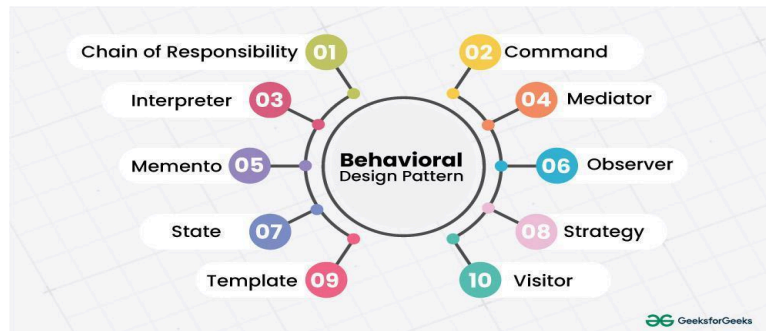 Chain of Responsibility 01
02 Command
Interpreter 03
04 Mediator
Memento 05
Behavioral
Design Pattern
06 Observer
State 07
08 Strategy
Template 09
10 Visitor
GeeksforGeeks